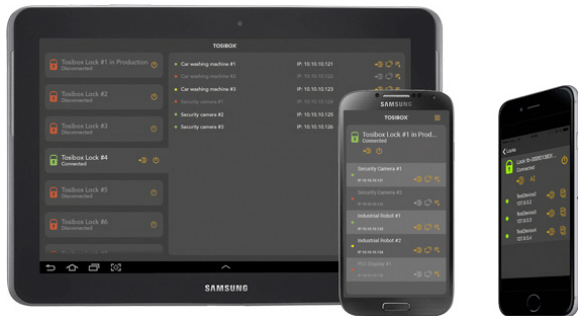 TOSIBOX
Tosibox Lock #1 in Production
Disconnected
Tosibox Lock #2
Disconnected
Tosibox Lock #3
Disconnected
Tosibox Lock #4
Connected
Tosibox Lock #5
Disconnected
Tosibox Lock #6
Disconnected
Car washing machine #1 IP: 10.10.10.121
Car washing machine #2 IP: 10.10.10.122
Car washing machine #3 IP: 10.10.10.123
Security camera #1
Security camera #2 IP: 10.10.10.125
Security camera #3 IP: 10.10.10.126
SAMSUNG
SAMSUNG
TOSIBOX
Tosibox Lock #1 in Prod...
Connected
Security Camera #1
Security Camera #2
Industrial Robot #1
Industrial Robot #2
Display #1
Locks
Connected
TosDevice1